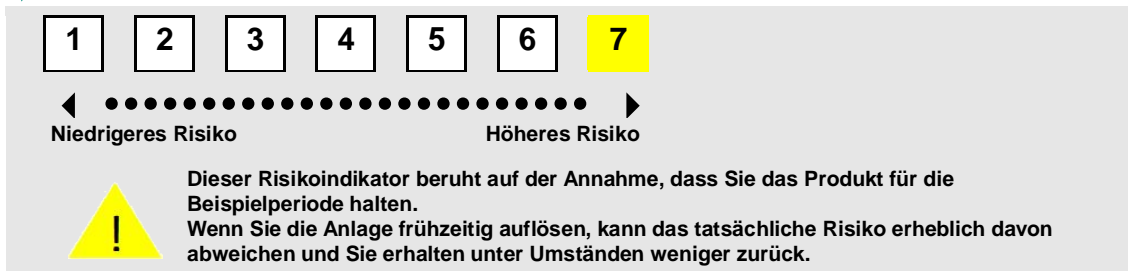 1 2 3 4 5 6 7
Niedrigeres Risiko Höheres Risiko
Dieser Risikoindikator beruht auf der Annahme, dass Sie das Produkt für die
Beispielperiode halten.
! Wenn Sie die Anlage frühzeitig auflösen, kann das tatsächliche Risiko erheblich davon
abweichen und Sie erhalten unter Umständen weniger zurück.